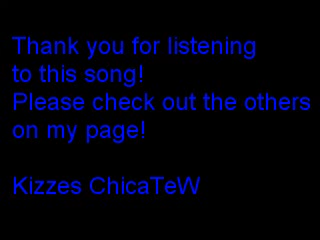 Thank you for listening
to this song!
Please check out the others
on my page!
Kizzes ChicaTeW